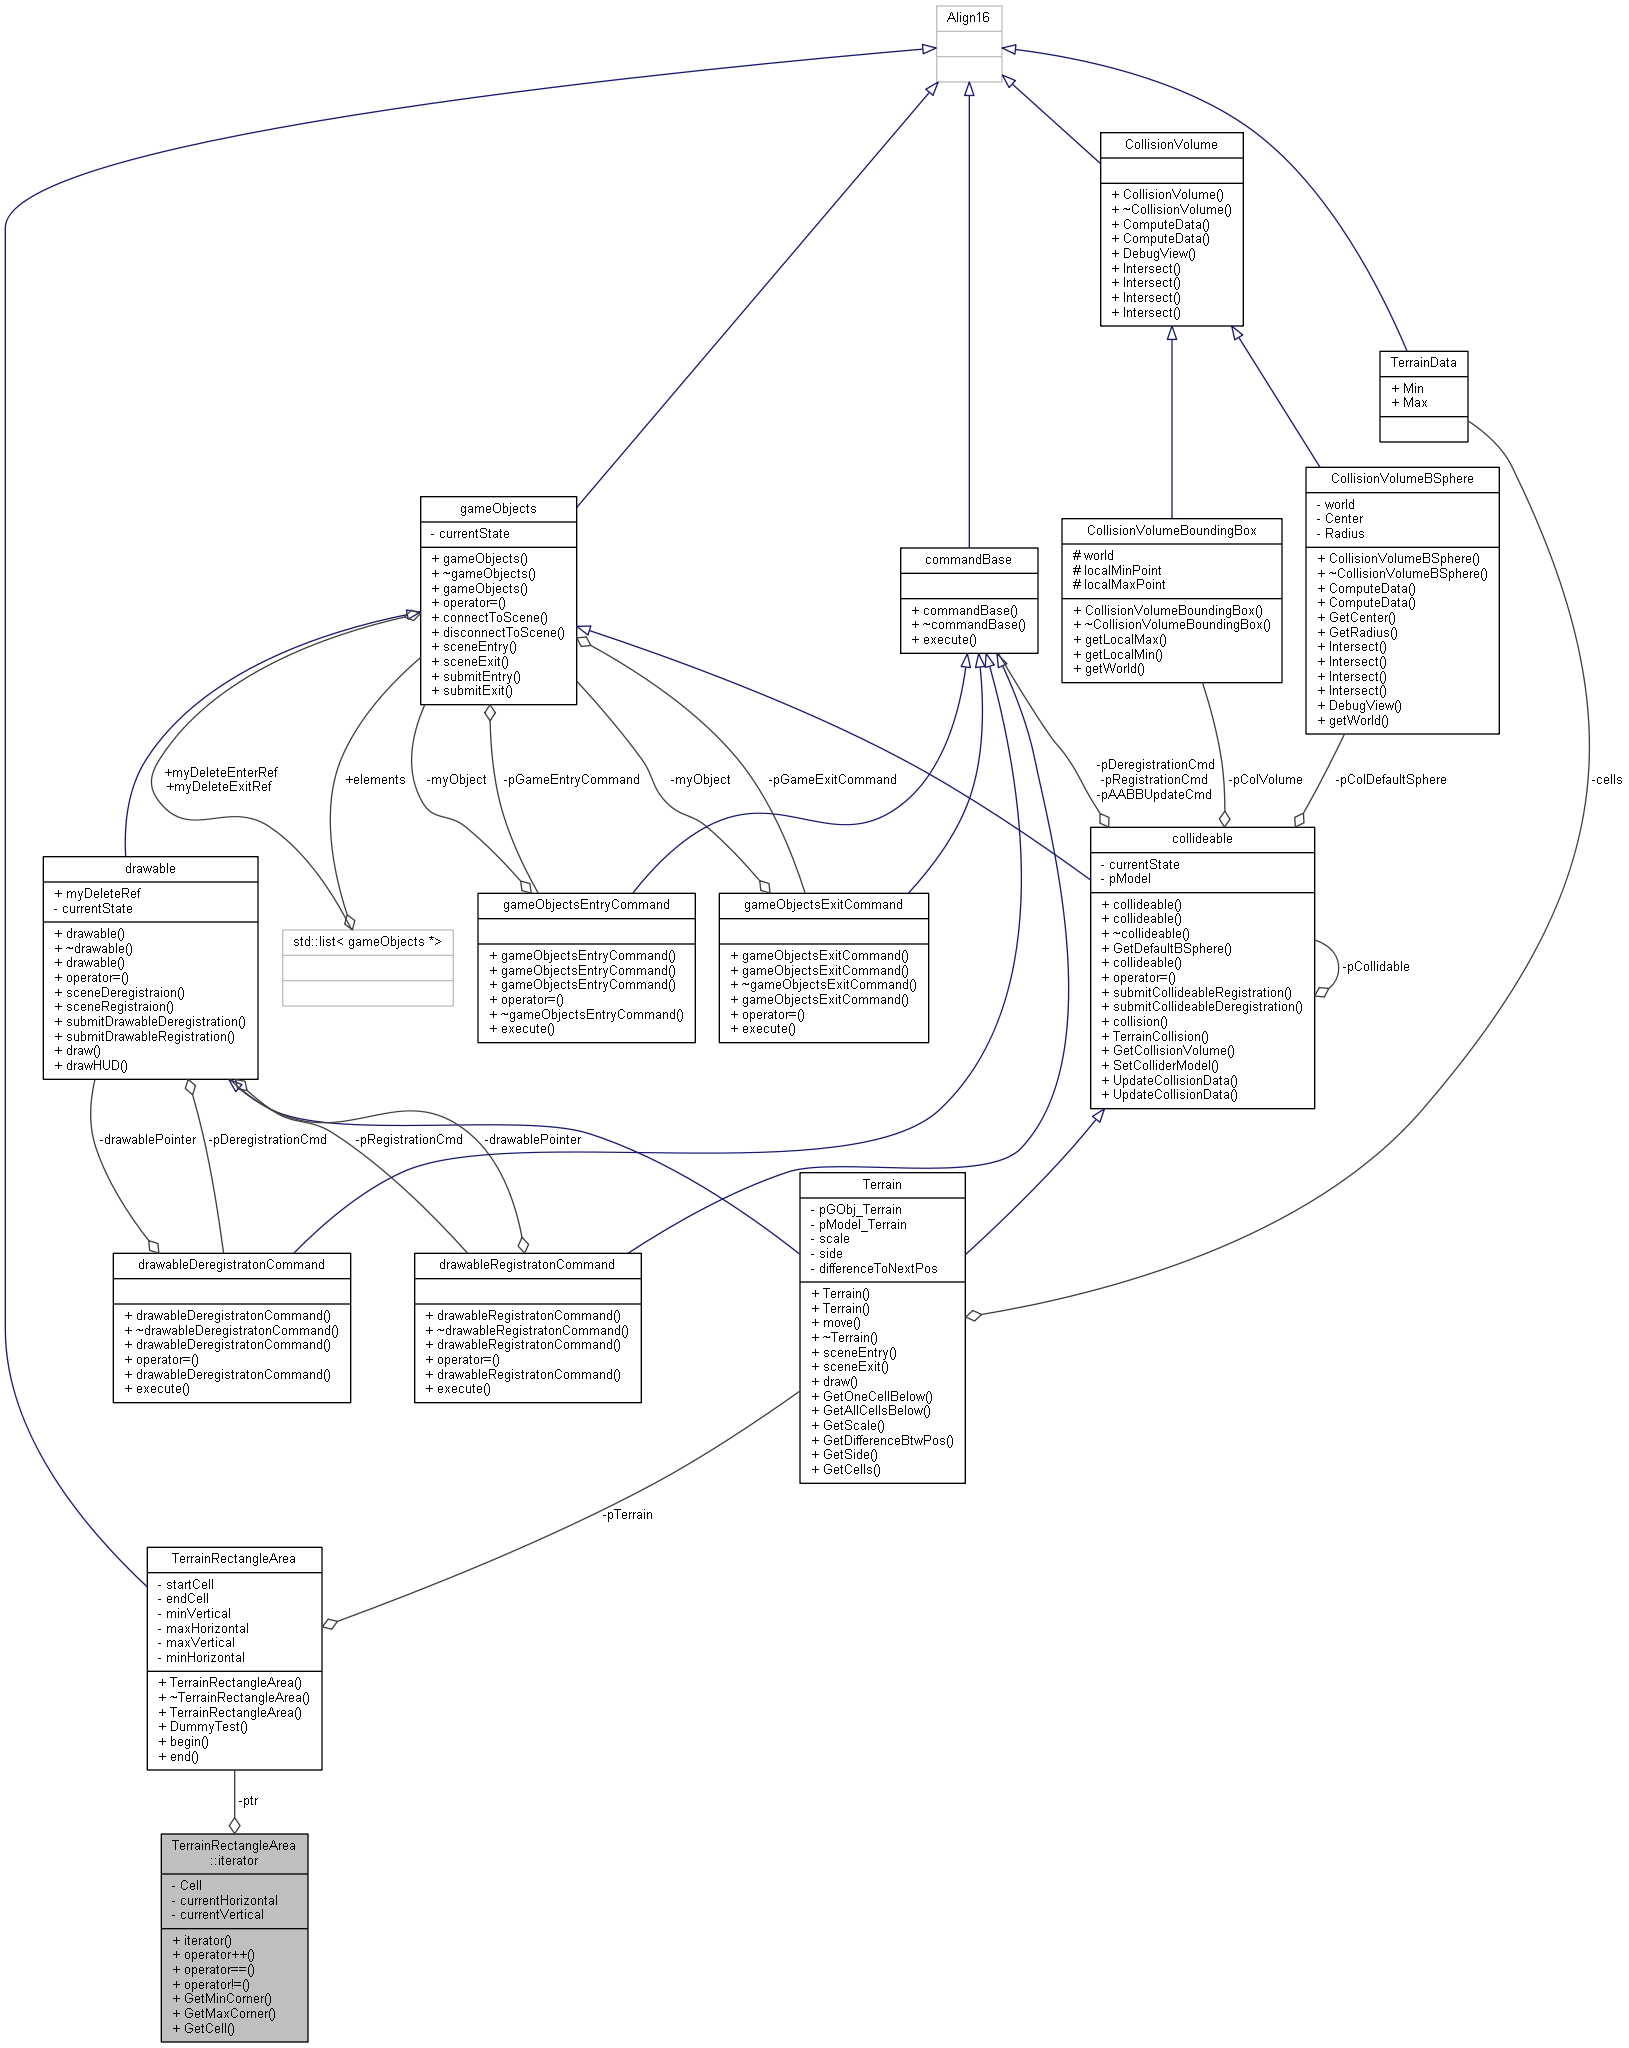 Align16
CollisionVolume
+ CollisionVolume()
+ ~CollisionVolume()
+ ComputeData()
+ ComputeData()
+ DebugView()
+ Intersect()
+ Intersect()
+ Intersect()
+ Intersect()
TerrainData
+ Min
+ Max
CollisionVolumeBSphere
- world
- Center
- Radius
+ CollisionVolumeBSphere()
+ ~CollisionVolumeBSphere()
+ ComputeData()
+ ComputeData()
+ GetCenter()
+ GetRadius()
+ Intersect()
+ Intersect()
+ Intersect()
+ Intersect()
+ DebugView()
+ getWorld()
gameObjects
- currentState
+ gameObjects()
+ ~gameObjects()
+ gameObjects()
+ operator=()
+ connectToScene()
+ disconnectToScene()
+ sceneEntry()
+ sceneExit()
+ submitEntry()
+ submitExit()
CollisionVolumeBoundingBox
# world
# localMinPoint
# localMaxPoint
+ CollisionVolumeBoundingBox()
+ ~CollisionVolumeBoundingBox()
+ getLocalMax()
+ getLocalMin()
+ getWorld()
commandBase
+ commandBase()
+ ~commandBase()
+ execute()
+myDeleteEnterRef
+myDeleteExitRef
+elements
-myObject
-pGameEntryCommand
-myObject
-pGameExitCommand
-pDeregistrationCmd
-pRegistrationCmd
-pAABBUpdateCmd
-pColVolume
-pColDefaultSphere
-cells
drawable
+ myDeleteRef
- currentState
+ drawable()
+ ~drawable()
+ drawable()
+ operator=()
+ sceneDeregistraion()
+ sceneRegistraion()
+ submitDrawableDeregistration()
+ submitDrawableRegistration()
+ draw()
+ drawHUD()
std::list< gameObjects *>
gameObjectsEntryCommand
+ gameObjectsEntryCommand()
+ gameObjectsEntryCommand()
+ gameObjectsEntryCommand()
+ operator=()
+ ~gameObjectsEntryCommand()
+ execute()
gameObjectsExitCommand
+ gameObjectsExitCommand()
+ gameObjectsExitCommand()
+ ~gameObjectsExitCommand()
+ gameObjectsExitCommand()
+ operator=()
+ execute()
collideable
- currentState
- pModel
+ collideable()
+ collideable()
+ ~collideable()
+ GetDefaultBSphere()
+ collideable()
+ operator=()
+ submitCollideableRegistration()
+ submitCollideableDeregistration()
+ collision()
+ TerrainCollision()
+ GetCollisionVolume()
+ SetColliderModel()
+ UpdateCollisionData()
+ UpdateCollisionData()
-pCollidable
-drawablePointer
-pDeregistrationCmd
-pRegistrationCmd
-drawablePointer
drawableDeregistratonCommand
+ drawableDeregistratonCommand()
+ ~drawableDeregistratonCommand()
+ drawableDeregistratonCommand()
+ operator=()
+ drawableDeregistratonCommand()
+ execute()
drawableRegistratonCommand
+ drawableRegistratonCommand()
+ ~drawableRegistratonCommand()
+ drawableRegistratonCommand()
+ operator=()
+ drawableRegistratonCommand()
+ execute()
Terrain
- pGObj_Terrain
- pModel_Terrain
- scale
- side
- differenceToNextPos
+ Terrain()
+ Terrain()
+ move()
+ ~Terrain()
+ sceneEntry()
+ sceneExit()
+ draw()
+ GetOneCellBelow()
+ GetAllCellsBelow()
+ GetScale()
+ GetDifferenceBtwPos()
+ GetSide()
+ GetCells()
-pTerrain
TerrainRectangleArea
- startCell
- endCell
- minVertical
- maxHorizontal
- maxVertical
- minHorizontal
+ TerrainRectangleArea()
+ ~TerrainRectangleArea()
+ TerrainRectangleArea()
+ DummyTest()
+ begin()
+ end()
-ptr
TerrainRectangleArea
::iterator
- Cell
- currentHorizontal
- currentVertical
+ iterator()
+ operator++()
+ operator==()
+ operator!=()
+ GetMinCorner()
+ GetMaxCorner()
+ GetCell()